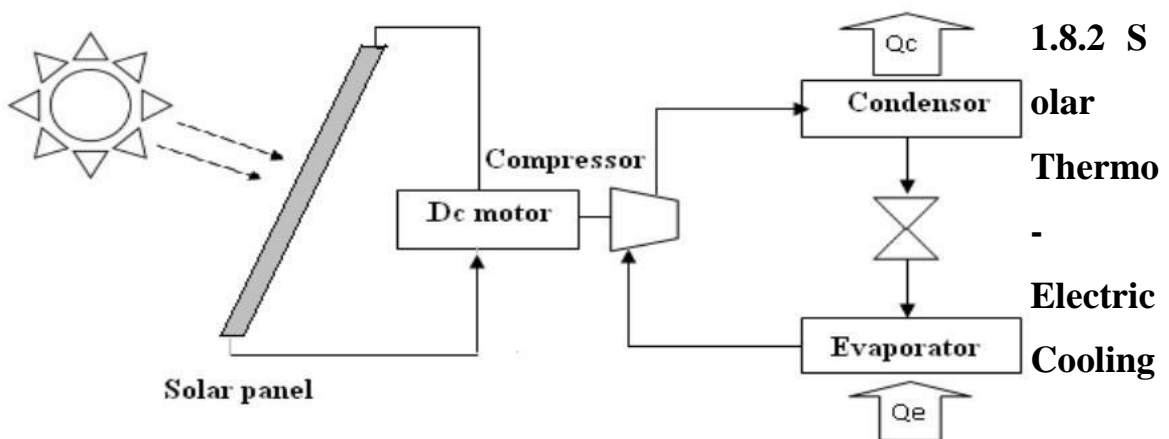 Qc
1.8.2 S
olar
Thermo
-
Electric
Cooling
Condensor
Compressor
Dc motor
Evaporator
Solar panel
Qe